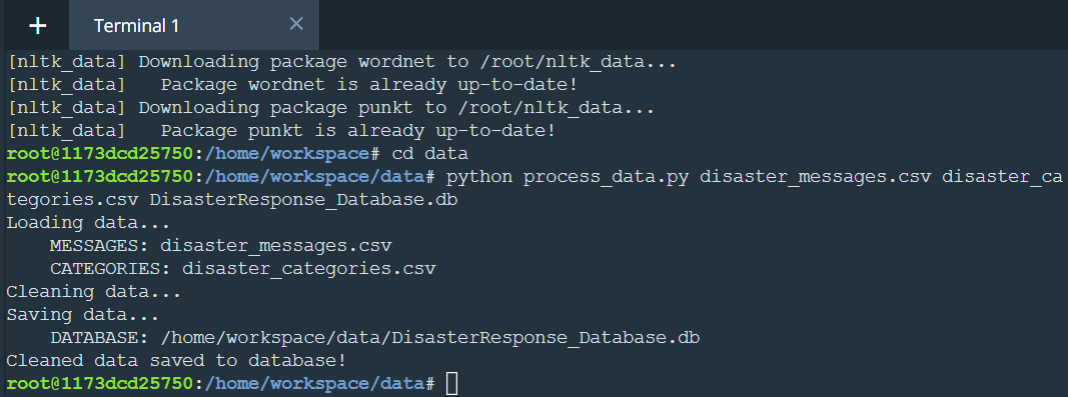 + Terminal 1 ×
[nltk_data] Downloading package wordnet to /root/nltk_data...
[nltk_data]   Package wordnet is already up-to-date!
[nltk_data] Downloading package punkt to /root/nltk_data...
[nltk_data]   Package punkt is already up-to-date!
root@1173dcd25750:/home/workspace# cd data
root@1173dcd25750:/home/workspace/data# python process_data.py disaster_messages.csv disaster_ca
tegories.csv DisasterResponse_Database.db
Loading data...
    MESSAGES: disaster_messages.csv
    CATEGORIES: disaster_categories.csv
Cleaning data...
Saving data...
    DATABASE: /home/workspace/data/DisasterResponse_Database.db
Cleaned data saved to database!
root@1173dcd25750:/home/workspace/data#